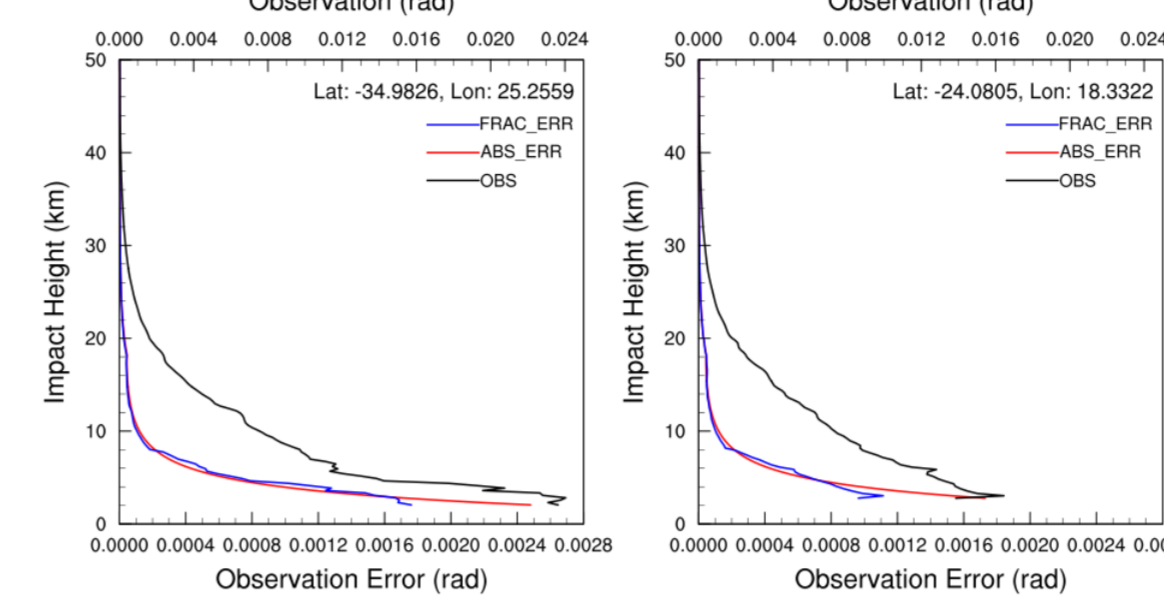 Observation (rad)
0.000 0.004 0.008 0.012 0.016 0.020 0.024
50
40
30
20
10
0
Impact Height (km)
Lat: -34.9826, Lon: 25.2559
FRAC_ERR
ABS_ERR
OBS
0.0000 0.0004 0.0008 0.0012 0.0016 0.0020 0.0024 0.0028
Observation Error (rad)
Observation (rad)
0.000 0.004 0.008 0.012 0.016 0.020 0.024
50
40
30
20
10
0
Impact Height (km)
Lat: -24.0805, Lon: 18.3322
FRAC_ERR
ABS_ERR
OBS
0.0000 0.0004 0.0008 0.0012 0.0016 0.0020 0.0024
Observation Error (rad)